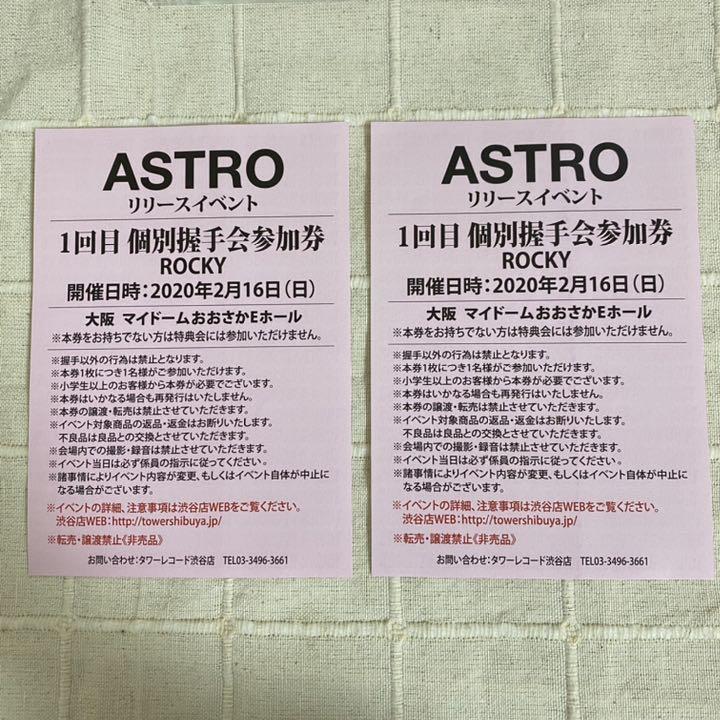 ASTRO
リリースイベント
1回目 個別握手会参加券
ROCKY
開催日時:2020年2月16日(日)
大阪 マイドームおおさかEホール
※本券をお持ちでない方は特典会には参加いただけません。
※握手以外の行為は禁止となります。
※本券1枚につき1名様がご参加いただけます。
※小学生以上のお客様から本券が必要でございます。
※本券はいかなる場合も再発行はいたしません。
※本券の譲渡・転売は禁止させていただきます。
※イベント対象商品の返品・返金はお断りいたします。
不良品は良品との交換とさせていただきます。
※会場内での撮影・録音は禁止させていただきます。
※イベント当日は必ず係員の指示に従ってください。
※諸事情によりイベント内容が変更、もしくはイベント自体が中止に
なる場合がございます。
※イベントの詳細、注意事項は渋谷店WEBをご覧ください。
渋谷店WEB:http://towershibuya.jp/
※転売・譲渡禁止《非売品》
お問い合わせ:タワーレコード渋谷店 TEL03-3496-3661
ASTRO
リリースイベント
1回目 個別握手会参加券
ROCKY
開催日時:2020年2月16日(日)
大阪 マイドームおおさかEホール
※本券をお持ちでない方は特典会には参加いただけません。
※握手以外の行為は禁止となります。
※本券1枚につき1名様がご参加いただけます。
※小学生以上のお客様から本券が必要でございます。
※本券はいかなる場合も再発行はいたしません。
※本券の譲渡・転売は禁止させていただきます。
※イベント対象商品の返品・返金はお断りいたします。
不良品は良品との交換とさせていただきます。
※会場内での撮影・録音は禁止させていただきます。
※イベント当日は必ず係員の指示に従ってください。
※諸事情によりイベント内容が変更、もしくはイベント自体が中止に
なる場合がございます。
※イベントの詳細、注意事項は渋谷店WEBをご覧ください。
渋谷店WEB:http://towershibuya.jp/
※転売・譲渡禁止《非売品》
お問い合わせ:タワーレコード渋谷店 TEL03-3496-3661